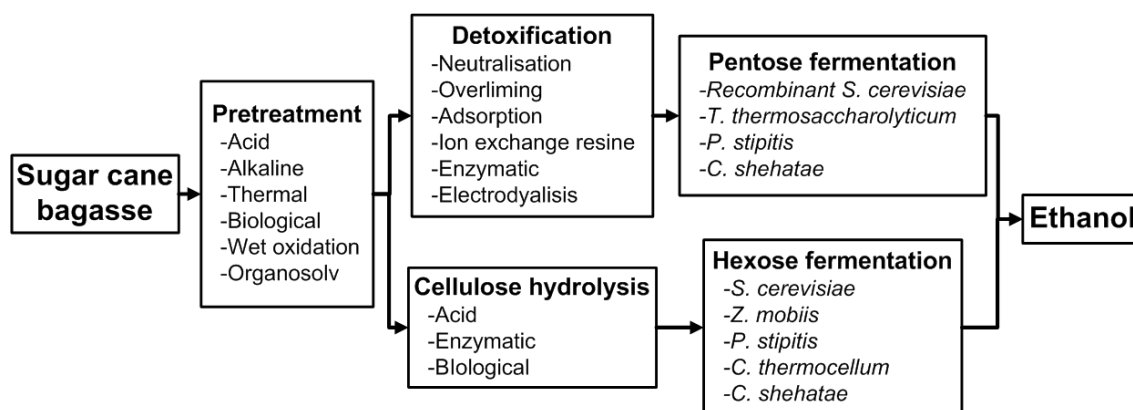 Sugar cane
bagasse
Pretreatment
-Acid
-Alkaline
-Thermal
-Biological
-Wet oxidation
-Organosolv
Detoxification
-Neutralisation
-Overliming
-Adsorption
-Ion exchange resine
-Enzymatic
-Electrodyalisis
Cellulose hydrolysis
-Acid
-Enzymatic
-BIological
Pentose fermentation
-Recombinant S. cerevisiae
-T. thermosaccharolyticum
-P. stipitis
-C. shehatae
Hexose fermentation
-S. cerevisiae
-Z. mobiis
-P. stipitis
-C. thermocellum
-C. shehatae
Ethanol